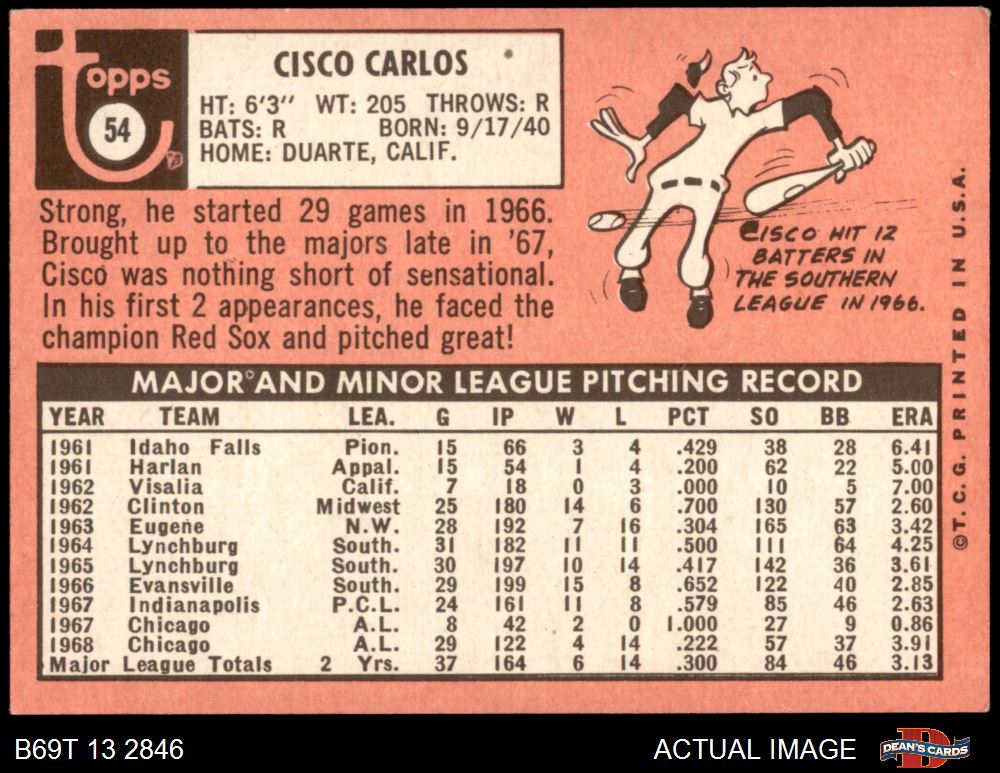 topps
54
CISCO CARLOS
HT: 6'3" WT: 205 THROWS: R
BATS: R BORN: 9/17/40
HOME: DUARTE, CALIF.
Strong, he started 29 games in 1966.
Brought up to the majors late in '67,
Cisco was nothing short of sensational.
In his first 2 appearances, he faced the
champion Red Sox and pitched great!
CISCO HIT 12
BATTERS IN
THE SOUTHERN
LEAGUE IN 1966.
MAJOR AND MINOR LEAGUE PITCHING RECORD
YEAR TEAM LEA. G IP W L PCT SO BB ERA
1961 Idaho Falls Pion. 15 66 3 4 .429 38 28 6.41
1961 Harlan Appal. 15 54 1 4 .200 62 22 5.00
1962 Visalia Calif. 7 18 0 3 .000 10 5 7.00
1962 Clinton Midwest 25 180 14 6 .700 130 57 2.60
1963 Eugene N.W. 28 192 7 16 .304 165 63 3.42
1964 Lynchburg South. 31 182 11 11 .500 111 64 4.25
1965 Lynchburg South. 30 197 10 14 .417 142 36 3.61
1966 Evansville South. 29 199 15 8 .652 122 40 2.85
1967 Indianapolis P.C.L. 24 161 11 8 .579 85 46 2.63
1967 Chicago A.L. 8 42 2 0 1.000 27 9 0.86
1968 Chicago A.L. 29 122 4 14 .222 57 37 3.91
Major League Totals 2 Yrs. 37 164 6 14 .300 84 46 3.13
©T.C.G. PRINTED IN U.S.A.
B69T 13 2846
ACTUAL IMAGE
DEAN'S CARDS